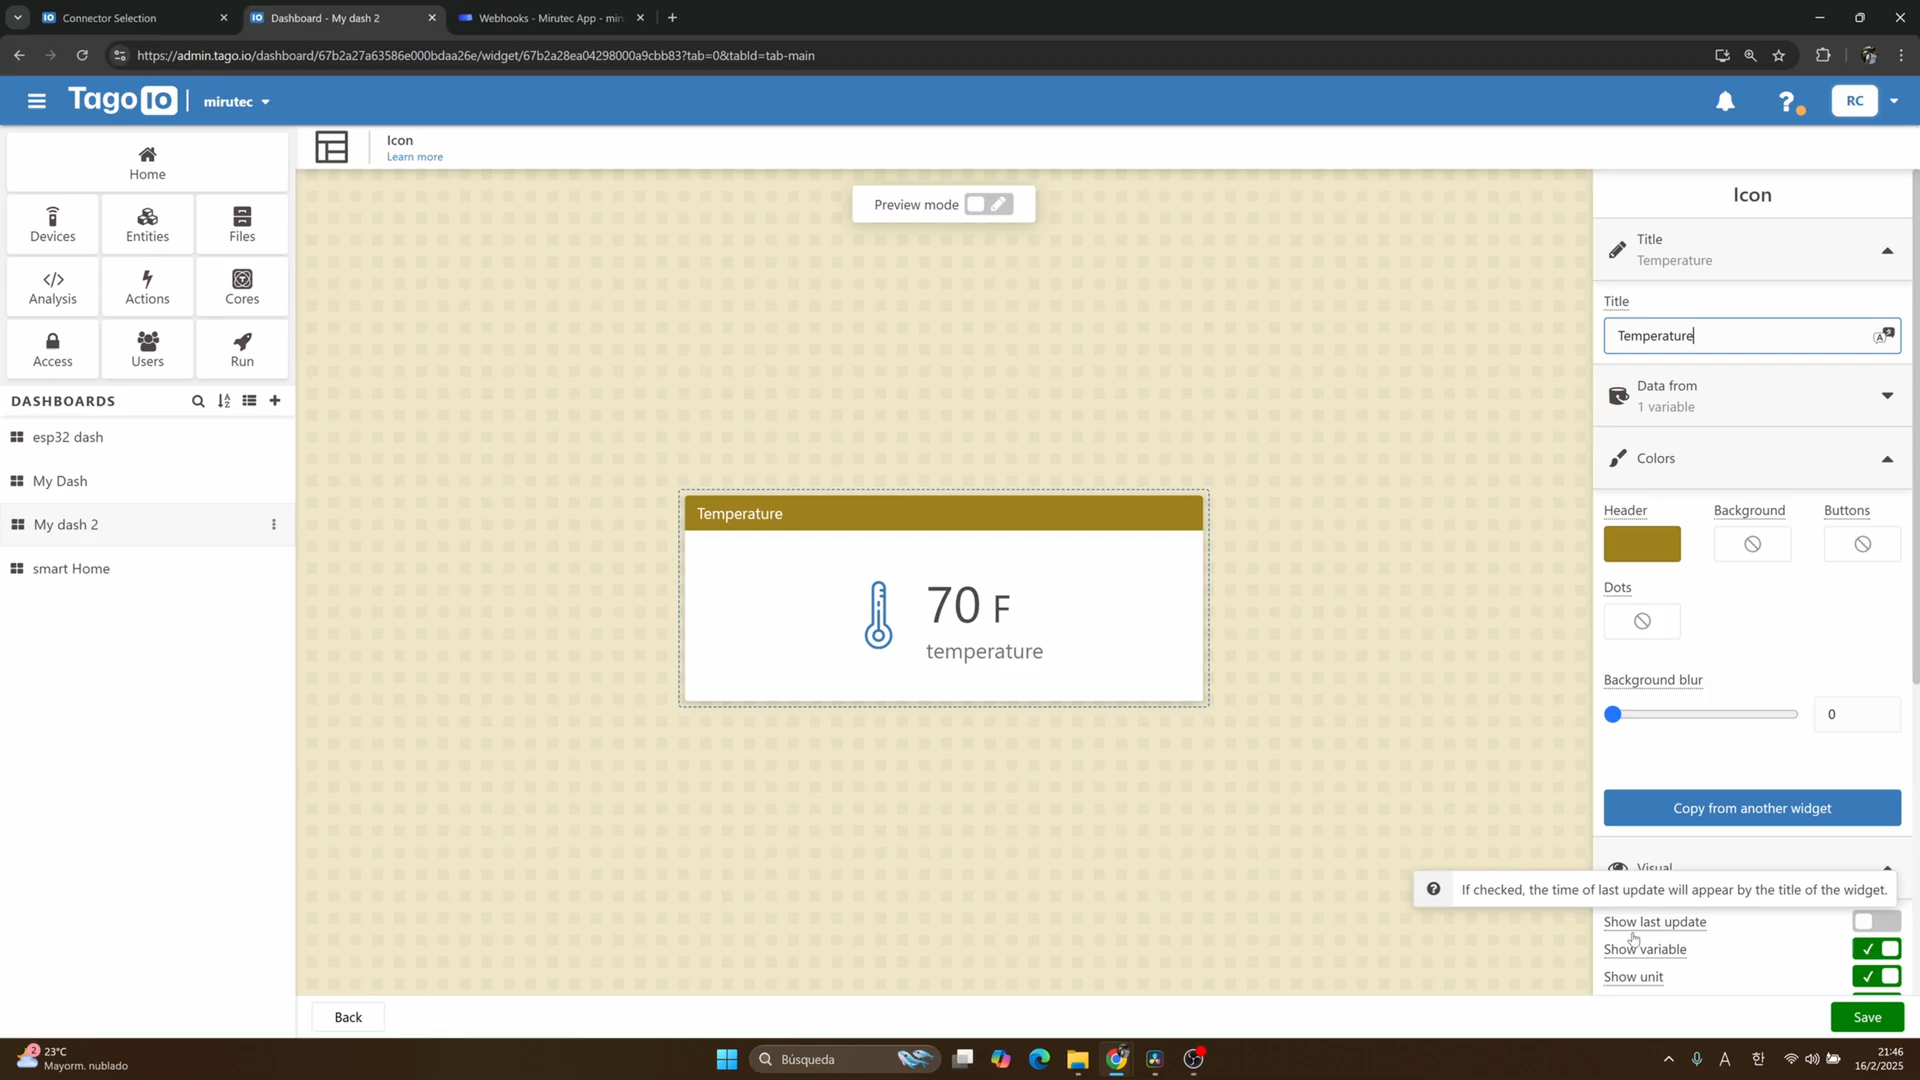 Connector Selection
Dashboard - My dash 2
Webhooks - Mirutec App - mir
https://admin.tago.io/dashboard/67b2a27a63586e000bdaa26e/widget/67b2a28ea04298000a9cbb83?tab=0&tabId=tab-main
Tago IO
mirutec
RC
Home
Devices
Entities
Files
Analysis
Actions
Cores
Access
Users
Run
DASHBOARDS
esp32 dash
My Dash
My dash 2
smart Home
Icon
Learn more
Preview mode
Temperature
70 F
temperature
Icon
Title
Temperature
Title
Temperature
Data from
1 variable
Colors
Header
Background
Buttons
Dots
Background blur
0
Copy from another widget
Visual
If checked, the time of last update will appear by the title of the widget.
Show last update
Show variable
Show unit
Back
Save
2
23°C
Mayorm. nublado
Búsqueda
A
한
21:46
16/2/2025